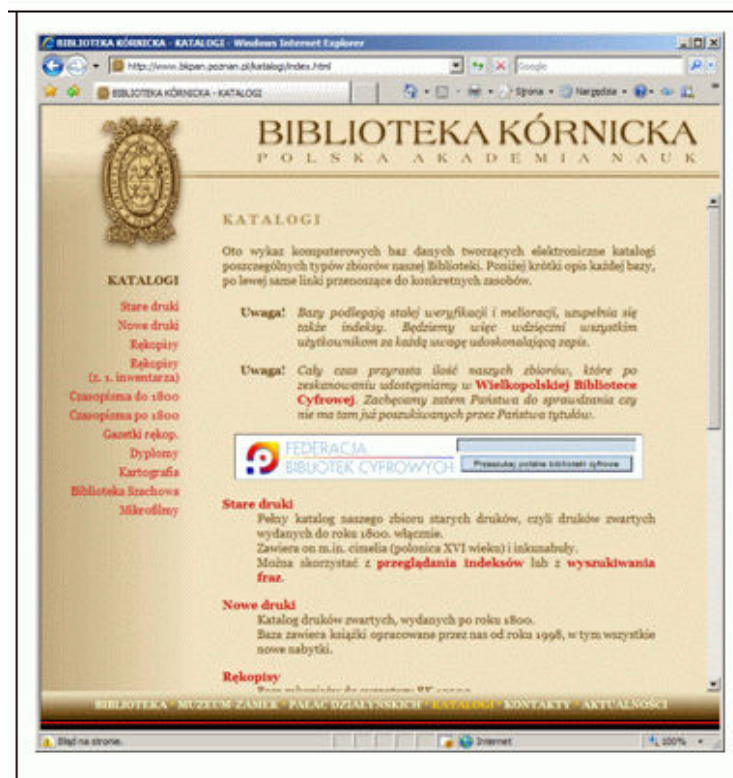 BIBLIOTEKA KÓRNICKA - KATALOGI - Windows Internet Explorer
http://www.bkpan.poznan.pl/katalogi/index.html
Google
BIBLIOTEKA KÓRNICKA - KATALOGI
Strona
Narzędzia
BIBLIOTEKA KÓRNICKA
POLSKA AKADEMIA NAUK
KATALOGI
Stare druki
Nowe druki
Rękopisy
Rękopisy
(z. 1. inwentarza)
Czasopisma do 1800
Czasopisma po 1800
Gazetki rękop.
Dyplomy
Kartografia
Biblioteka Szachowa
Mikrofilmy
KATALOGI
Oto wykaz komputerowych baz danych tworzących elektroniczne katalogi
poszczególnych typów zbiorów naszej Biblioteki. Poniżej krótki opis każdej bazy,
po lewej same linki przenoszące do konkretnych zasobów.
Uwaga! Bazy podlegają stałej weryfikacji i melioracji, uzupełnia się
także indeksy. Będziemy więc wdzięczni wszystkim
użytkownikom za każdą uwagę udoskonalającą zapis.
Uwaga! Cały czas przyrasta ilość naszych zbiorów, które po
zeskanowaniu udostępniamy w Wielkopolskiej Bibliotece
Cyfrowej. Zachęcamy zatem Państwa do sprawdzania czy
nie ma tam już poszukiwanych przez Państwa tytułów.
FEDERACJA
BIBLIOTEK CYFROWYCH
Przeszukaj polskie biblioteki cyfrowe
Stare druki
Pełny katalog naszego zbioru starych druków, czyli druków zwartych
wydanych do roku 1800. włącznie.
Zawiera on m.in. cimelia (polonica XVI wieku) i inkunabuły.
Można skorzystać z przeglądania indeksów lub z wyszukiwania
fraz.
Nowe druki
Katalog druków zwartych, wydanych po roku 1800.
Baza zawiera książki opracowane przez nas od roku 1998, w tym wszystkie
nowe nabytki.
Rękopisy
BIBLIOTEKA * MUZEUM-ZAMEK * PAŁAC DZIAŁYŃSKICH * KATALOGI * KONTAKTY * AKTUALNOŚCI
Błąd na stronie.
Internet
100%